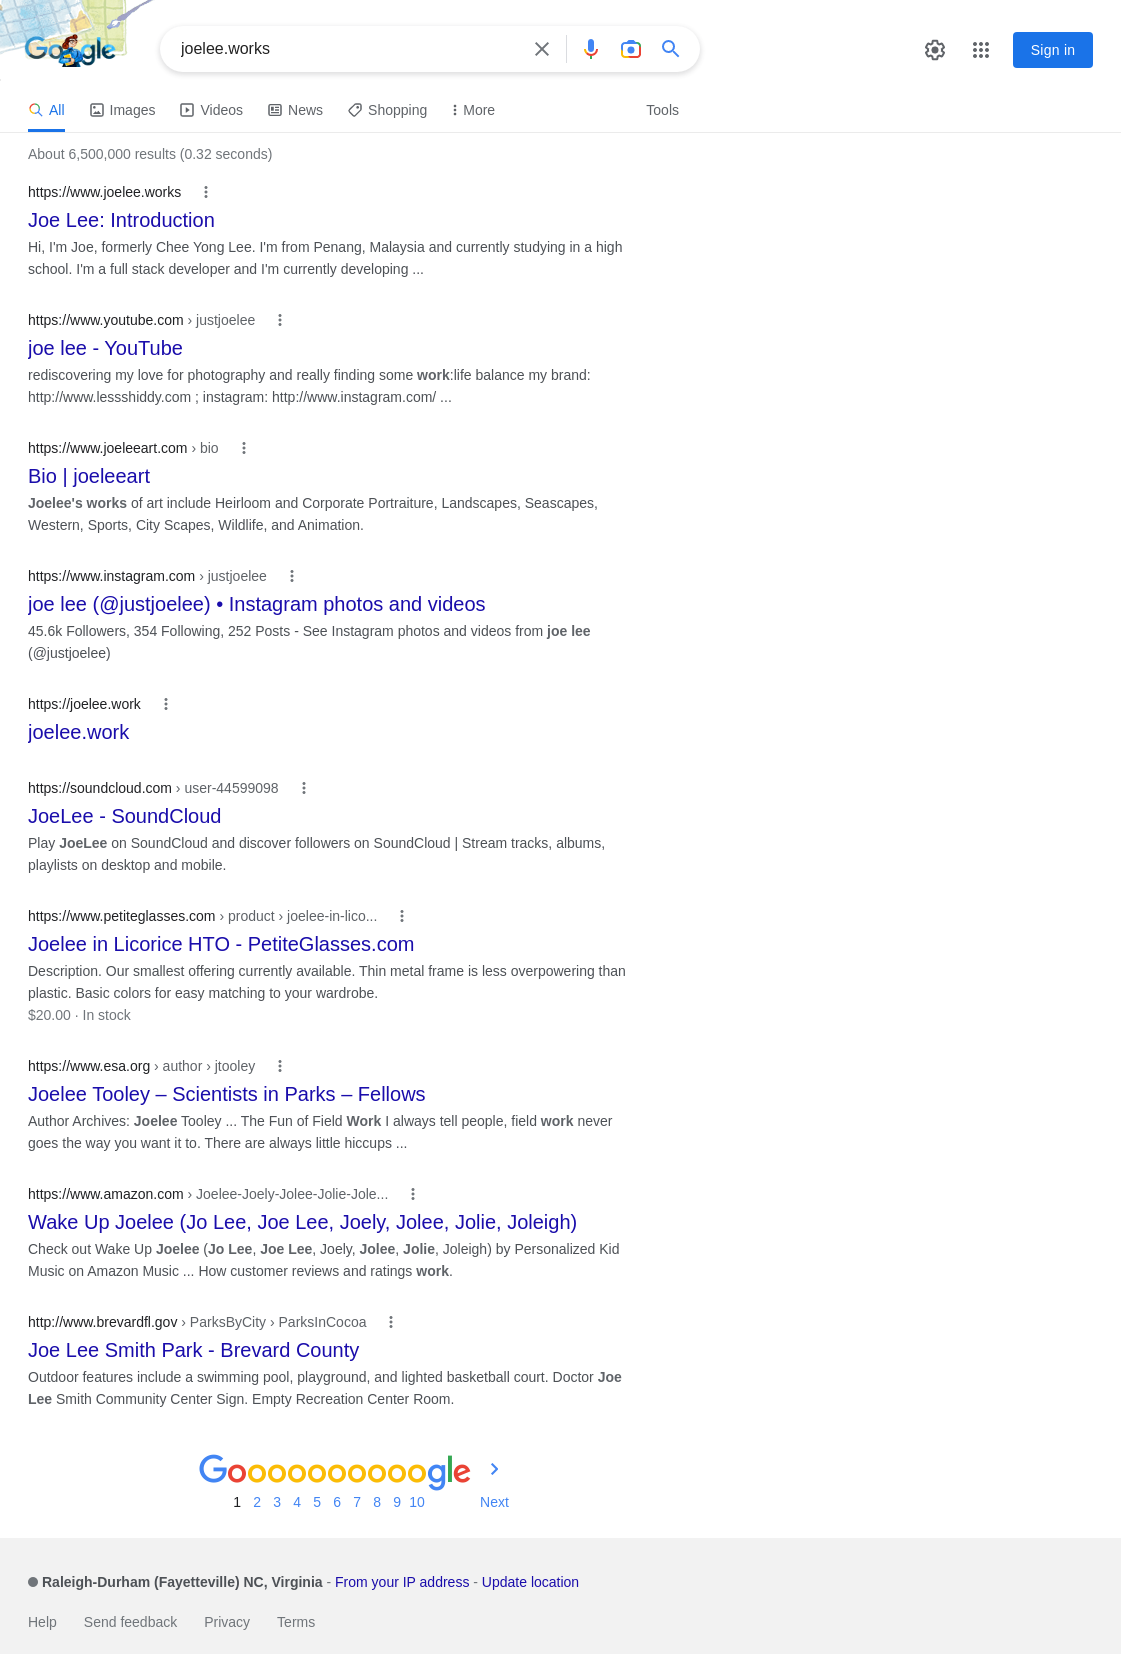 Google
joelee.works
Sign in
All Images Videos News Shopping More Tools
About 6,500,000 results (0.32 seconds)
https://www.joelee.works
Joe Lee: Introduction
Hi, I'm Joe, formerly Chee Yong Lee. I'm from Penang, Malaysia and currently studying in a high
school. I'm a full stack developer and I'm currently developing ...
https://www.youtube.com › justjoelee
joe lee - YouTube
rediscovering my love for photography and really finding some work:life balance my brand:
http://www.lessshiddy.com ; instagram: http://www.instagram.com/ ...
https://www.joeleeart.com › bio
Bio | joeleeart
Joelee's works of art include Heirloom and Corporate Portraiture, Landscapes, Seascapes,
Western, Sports, City Scapes, Wildlife, and Animation.
https://www.instagram.com › justjoelee
joe lee (@justjoelee) • Instagram photos and videos
45.6k Followers, 354 Following, 252 Posts - See Instagram photos and videos from joe lee
(@justjoelee)
https://joelee.work
joelee.work
https://soundcloud.com › user-44599098
JoeLee - SoundCloud
Play JoeLee on SoundCloud and discover followers on SoundCloud | Stream tracks, albums,
playlists on desktop and mobile.
https://www.petiteglasses.com › product › joelee-in-lico...
Joelee in Licorice HTO - PetiteGlasses.com
Description. Our smallest offering currently available. Thin metal frame is less overpowering than
plastic. Basic colors for easy matching to your wardrobe.
$20.00 · In stock
https://www.esa.org › author › jtooley
Joelee Tooley – Scientists in Parks – Fellows
Author Archives: Joelee Tooley ... The Fun of Field Work I always tell people, field work never
goes the way you want it to. There are always little hiccups ...
https://www.amazon.com › Joelee-Joely-Jolee-Jolie-Jole...
Wake Up Joelee (Jo Lee, Joe Lee, Joely, Jolee, Jolie, Joleigh)
Check out Wake Up Joelee (Jo Lee, Joe Lee, Joely, Jolee, Jolie, Joleigh) by Personalized Kid
Music on Amazon Music ... How customer reviews and ratings work.
http://www.brevardfl.gov › ParksByCity › ParksInCocoa
Joe Lee Smith Park - Brevard County
Outdoor features include a swimming pool, playground, and lighted basketball court. Doctor Joe
Lee Smith Community Center Sign. Empty Recreation Center Room.
Goooooooooogle
1 2 3 4 5 6 7 8 9 10 Next
Raleigh-Durham (Fayetteville) NC, Virginia - From your IP address - Update location
Help Send feedback Privacy Terms